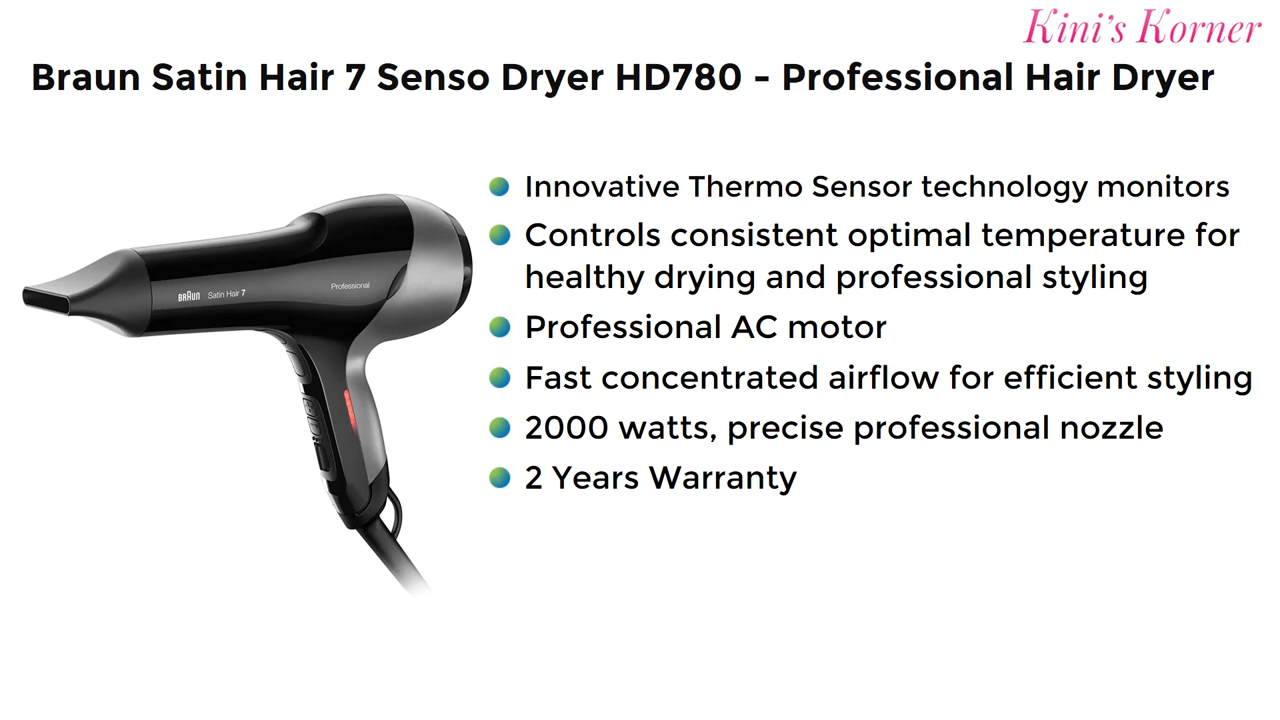 Kini's Korner
Braun Satin Hair 7 Senso Dryer HD780 - Professional Hair Dryer
Innovative Thermo Sensor technology monitors
Controls consistent optimal temperature for
healthy drying and professional styling
Professional AC motor
Fast concentrated airflow for efficient styling
2000 watts, precise professional nozzle
2 Years Warranty
BRAUN Satin Hair 7
Professional